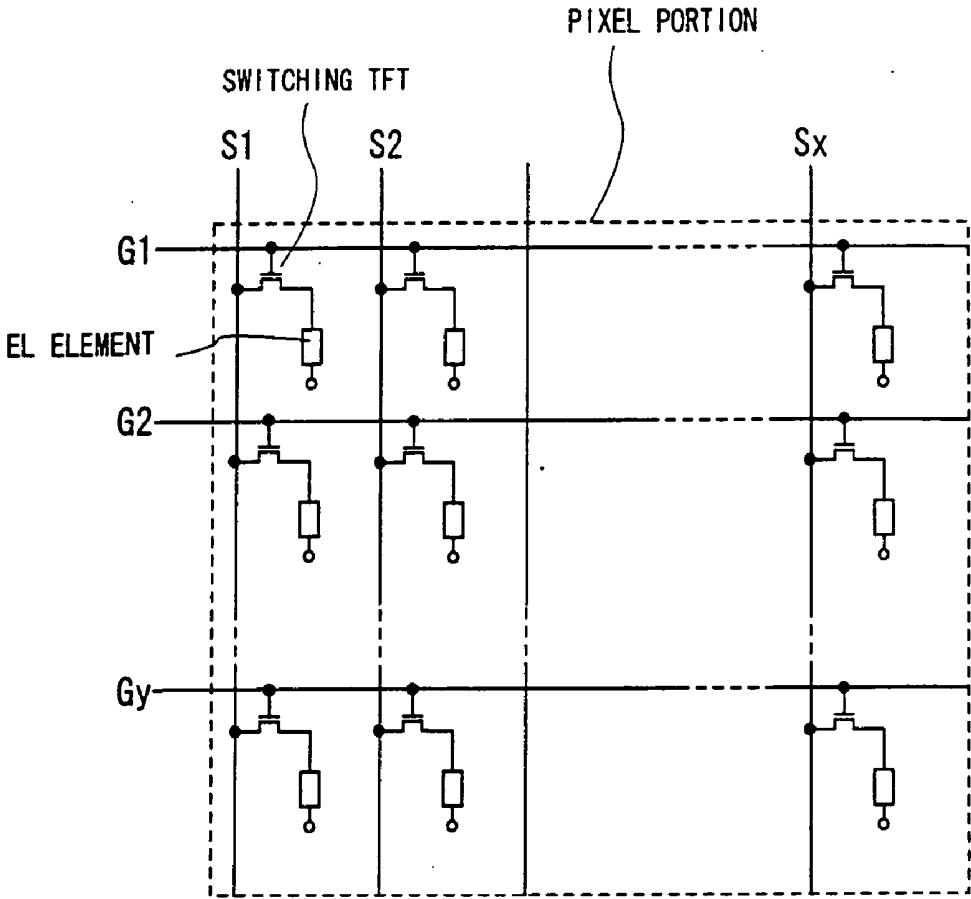 PIXEL PORTION
SWITCHING TFT
S1
S2
Sx
G1
EL ELEMENT
G2
Gy